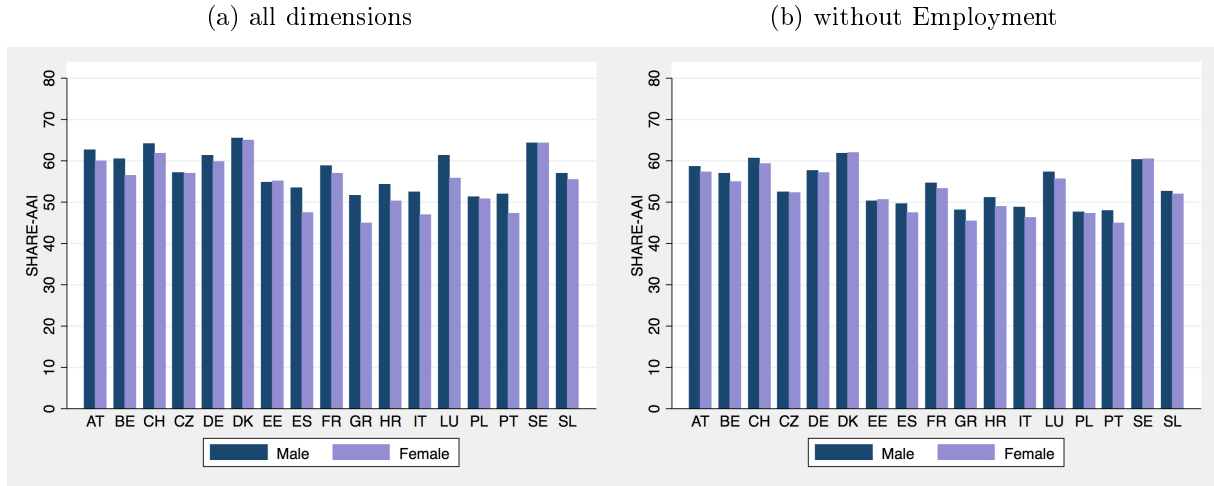 (a) all dimensions
(b) without Employment
SHARE-AAI
80
70
60
50
40
30
20
10
0
AT BE CH CZ DE DK EE ES FR GR HR IT LU PL PT SE SL
Male Female
SHARE-AAI
80
70
60
50
40
30
20
10
0
AT BE CH CZ DE DK EE ES FR GR HR IT LU PL PT SE SL
Male Female